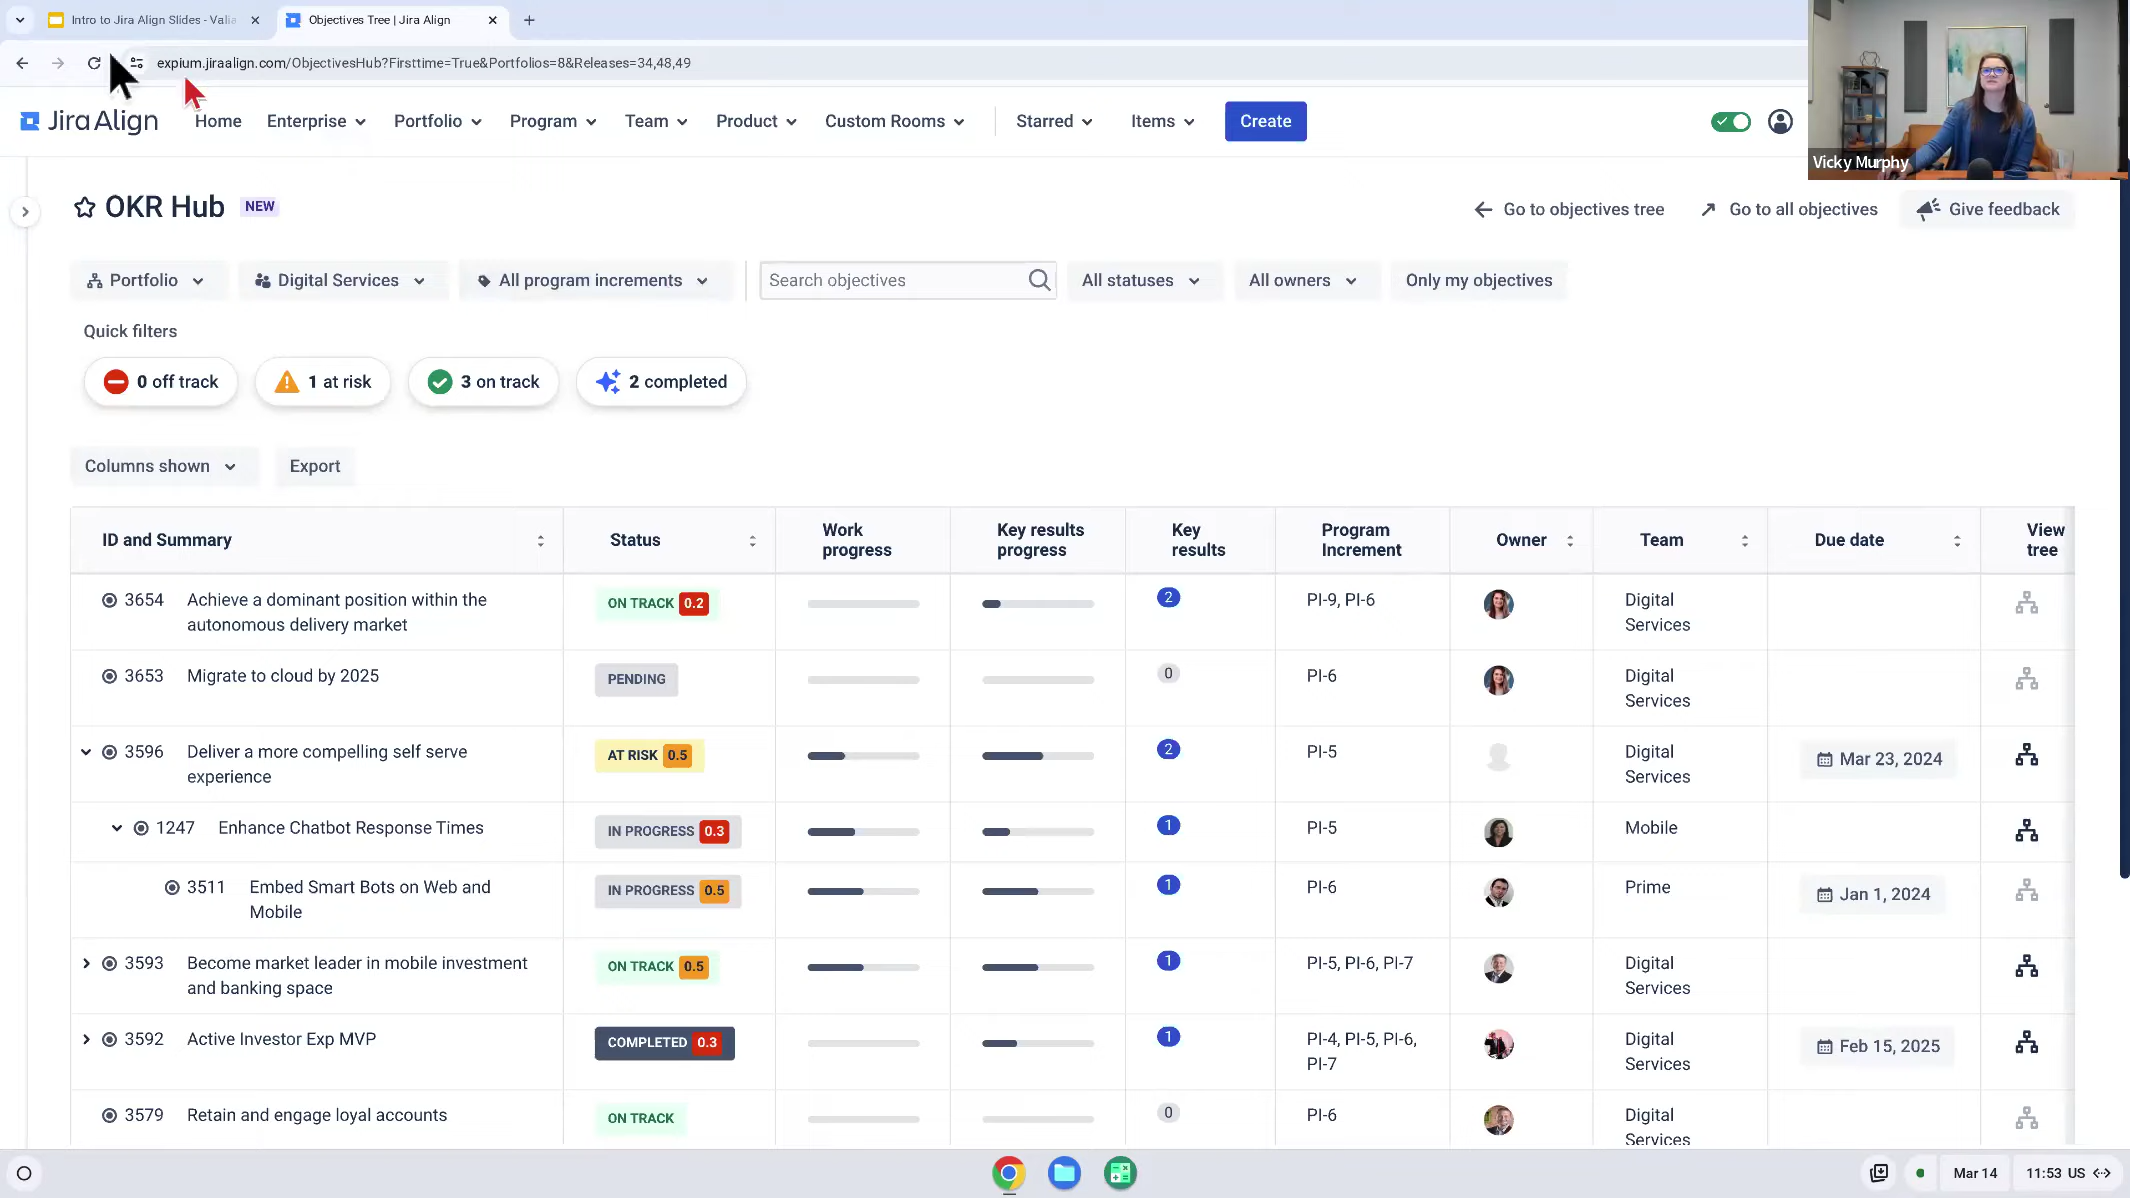 Intro to Jira Align Slides - Valia
Objectives Tree | Jira Align
expium.jiraalign.com/ObjectivesHub?Firsttime=True&Portfolios=8&Releases=34,48,49
Jira Align
Home
Enterprise
Portfolio
Program
Team
Product
Custom Rooms
Starred
Items
Create
Vicky Murphy
OKR Hub
NEW
Go to objectives tree
Go to all objectives
Give feedback
Portfolio
Digital Services
All program increments
Search objectives
All statuses
All owners
Only my objectives
Quick filters
0 off track
1 at risk
3 on track
2 completed
Columns shown
Export
ID and Summary
Status
Work
progress
Key results
progress
Key
results
Program
Increment
Owner
Team
Due date
View
tree
3654
Achieve a dominant position within the
autonomous delivery market
ON TRACK 0.2
2
PI-9, PI-6
Digital
Services
3653
Migrate to cloud by 2025
PENDING
0
PI-6
Digital
Services
3596
Deliver a more compelling self serve
experience
AT RISK 0.5
2
PI-5
Digital
Services
Mar 23, 2024
1247
Enhance Chatbot Response Times
IN PROGRESS 0.3
1
PI-5
Mobile
3511
Embed Smart Bots on Web and
Mobile
IN PROGRESS 0.5
1
PI-6
Prime
Jan 1, 2024
3593
Become market leader in mobile investment
and banking space
ON TRACK 0.5
1
PI-5, PI-6, PI-7
Digital
Services
3592
Active Investor Exp MVP
COMPLETED 0.3
1
PI-4, PI-5, PI-6,
PI-7
Digital
Services
Feb 15, 2025
3579
Retain and engage loyal accounts
ON TRACK
0
PI-6
Digital
Services
Mar 14
11:53 US